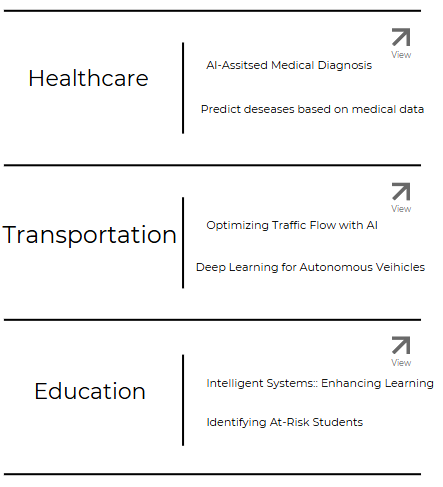 View
AI-Assitsed Medical Diagnosis
Healthcare
Predict deseases based on medical data
View
Optimizing Traffic Flow with AI
Transportation
Deep Learning for Autonomous Veihicles
View
Intelligent Systems:: Enhancing Learning
Education
Identifying At-Risk Students